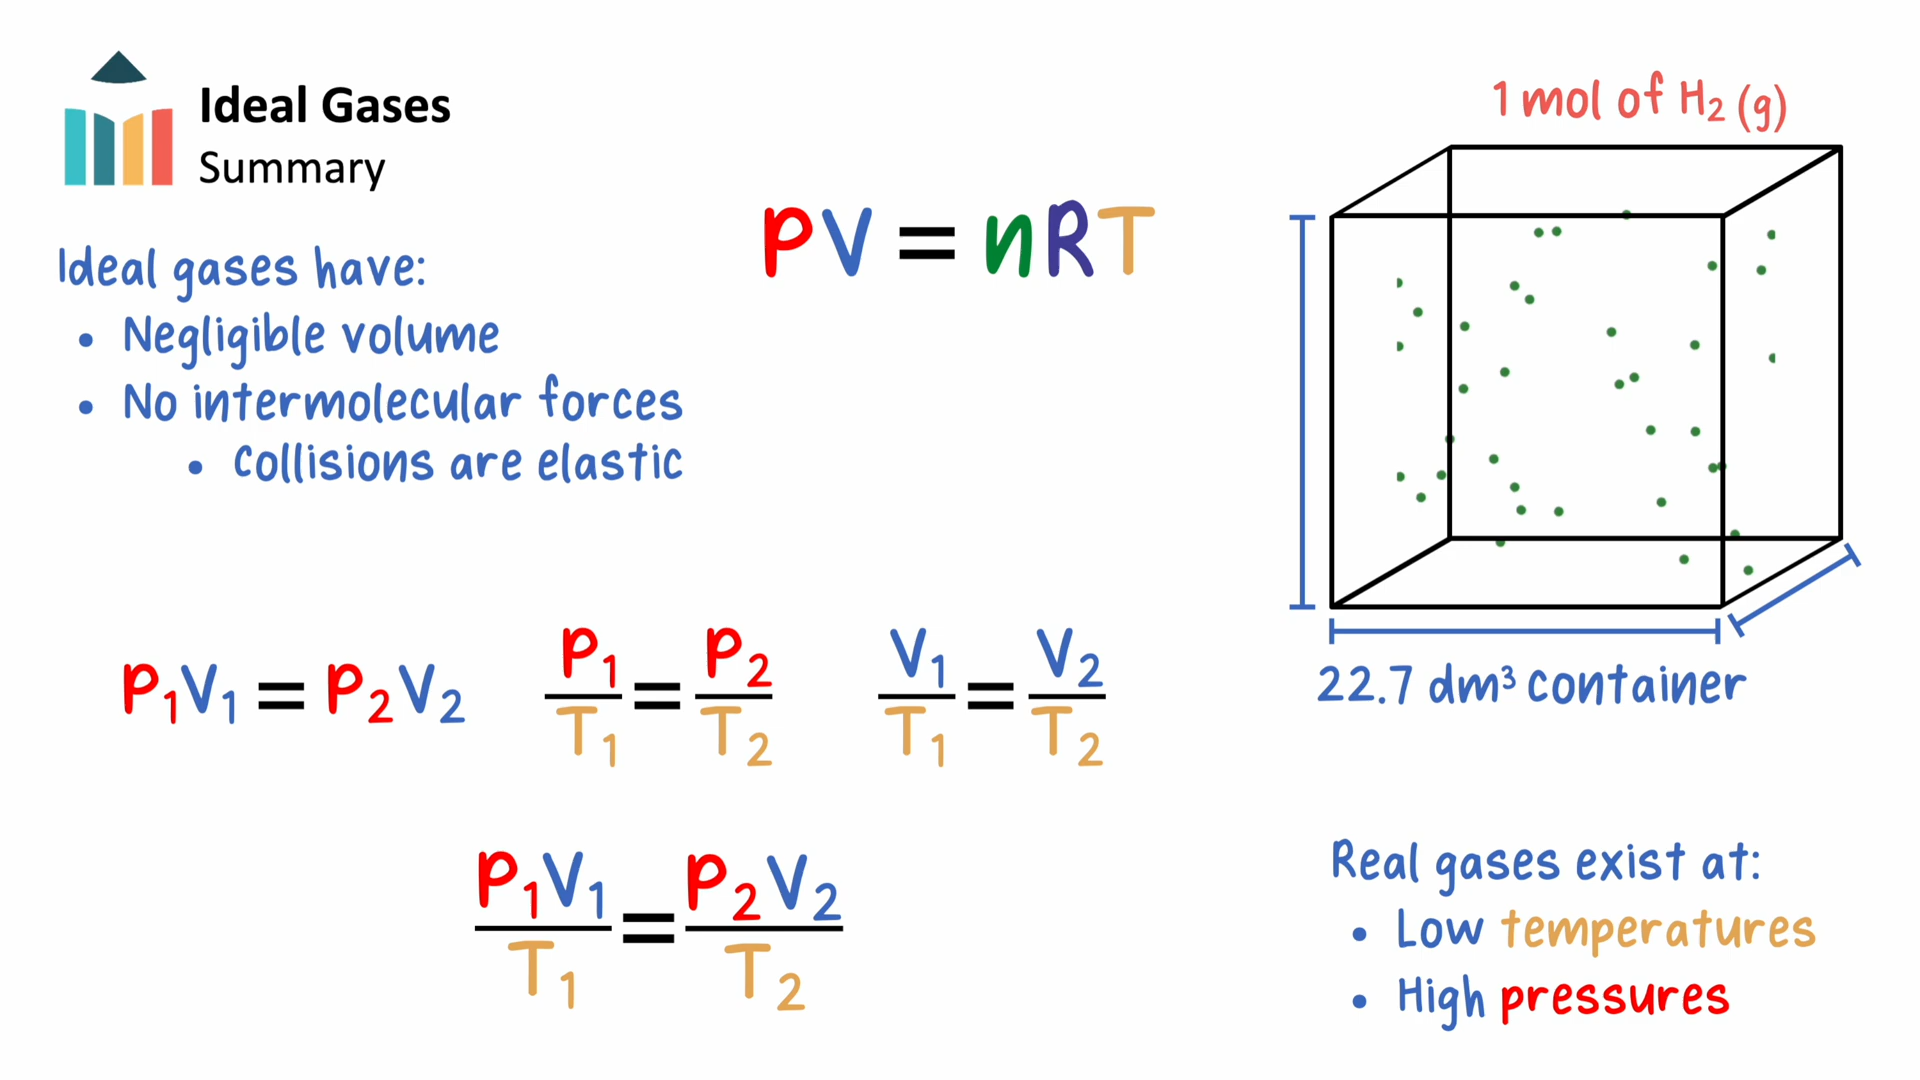 Ideal Gases
Summary
Ideal gases have:
• Negligible volume
• No intermolecular forces
• Collisions are elastic
PV = nRT
1 mol of H₂ (g)
22.7 dm³ container
P₁V₁ = P₂V₂
P₁/T₁ = P₂/T₂
V₁/T₁ = V₂/T₂
P₁V₁/T₁ = P₂V₂/T₂
Real gases exist at:
• Low temperatures
• High pressures